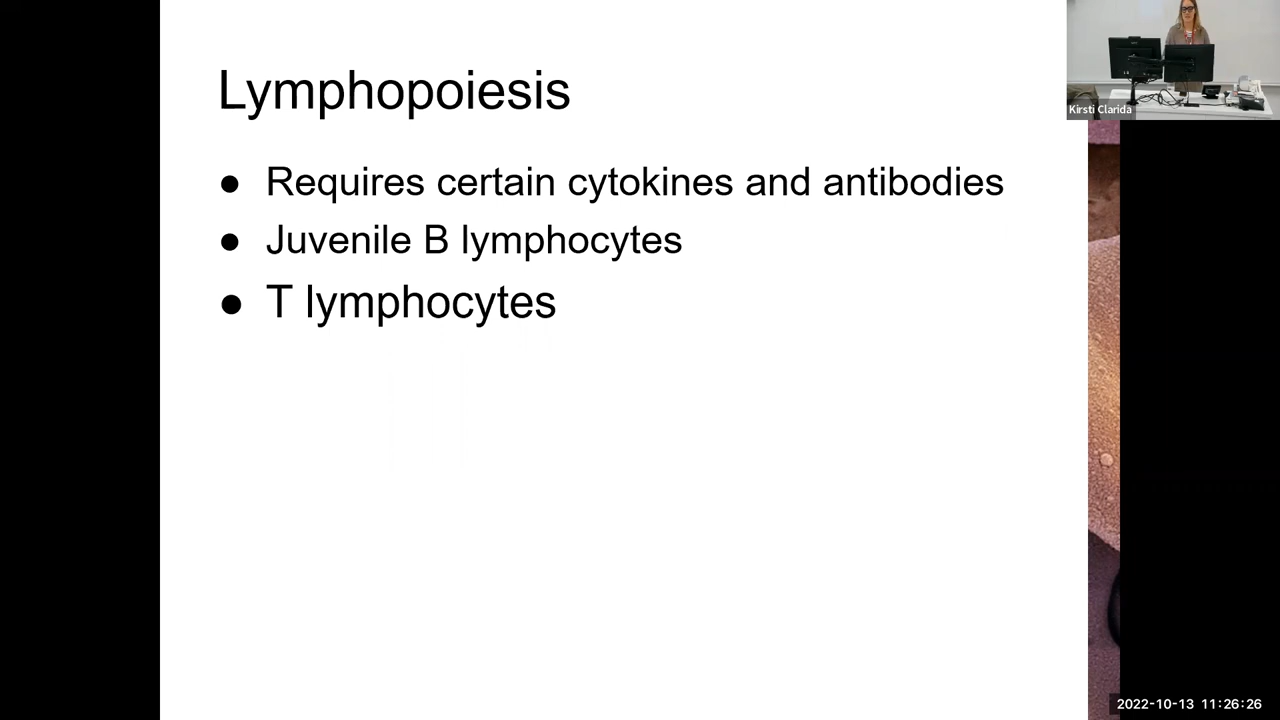 Lymphopoiesis
● Requires certain cytokines and antibodies
● Juvenile B lymphocytes
● T lymphocytes
Kirsti Clarida
2022-10-13 11:26:26